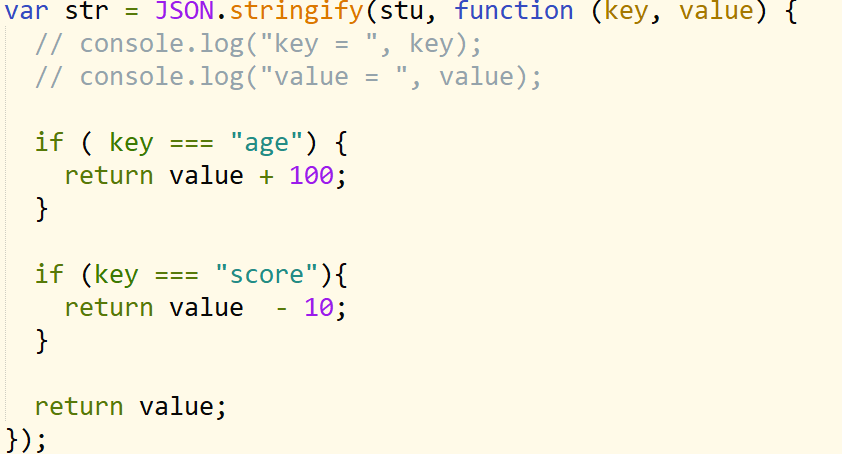 var str = JSON.stringify(stu, function (key, value) {
  // console.log("key = ", key);
  // console.log("value = ", value);

  if ( key === "age") {
    return value + 100;
  }

  if (key === "score"){
    return value  - 10;
  }

  return value;
});